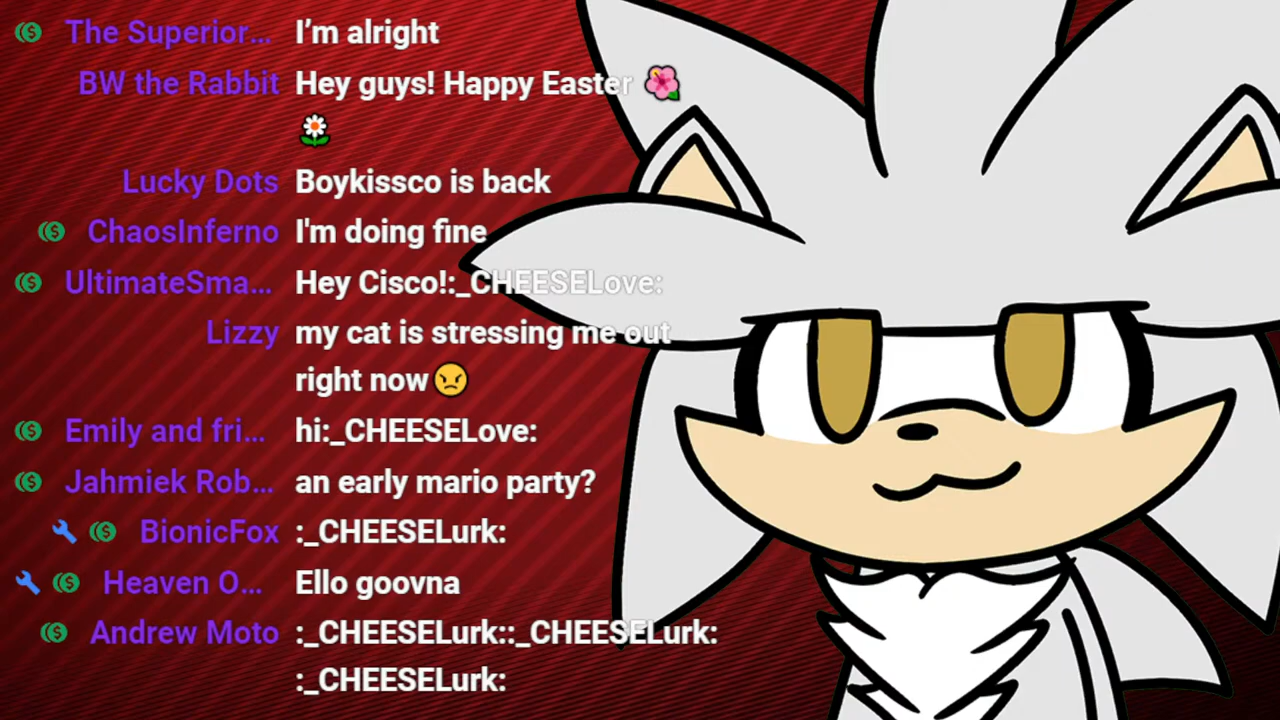 The Superior... I'm alright
BW the Rabbit Hey guys! Happy Easter 🌺
🌼
Lucky Dots Boykissco is back
ChaosInferno I'm doing fine
UltimateSma... Hey Cisco!:_CHEESELove:
Lizzy my cat is stressing me out
right now😠
Emily and fri... hi:_CHEESELove:
Jahmiek Rob... an early mario party?
BionicFox :_CHEESELurk:
Heaven O... Ello goovna
Andrew Moto :_CHEESELurk::_CHEESELurk:
:_CHEESELurk: